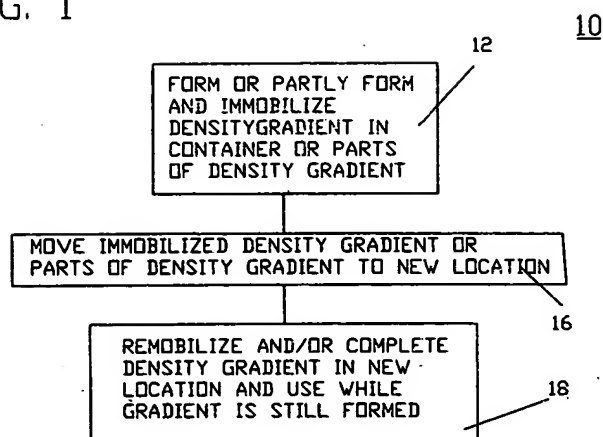 G. 1
10
12
FORM OR PARTLY FORM
AND IMMOBILIZE
DENSITYGRADIENT IN
CONTAINER OR PARTS
OF DENSITY GRADIENT
MOVE IMMOBILIZED DENSITY GRADIENT OR
PARTS OF DENSITY GRADIENT TO NEW LOCATION
16
REMOBILIZE AND/OR COMPLETE
DENSITY GRADIENT IN NEW
LOCATION AND USE WHILE
GRADIENT IS STILL FORMED
18